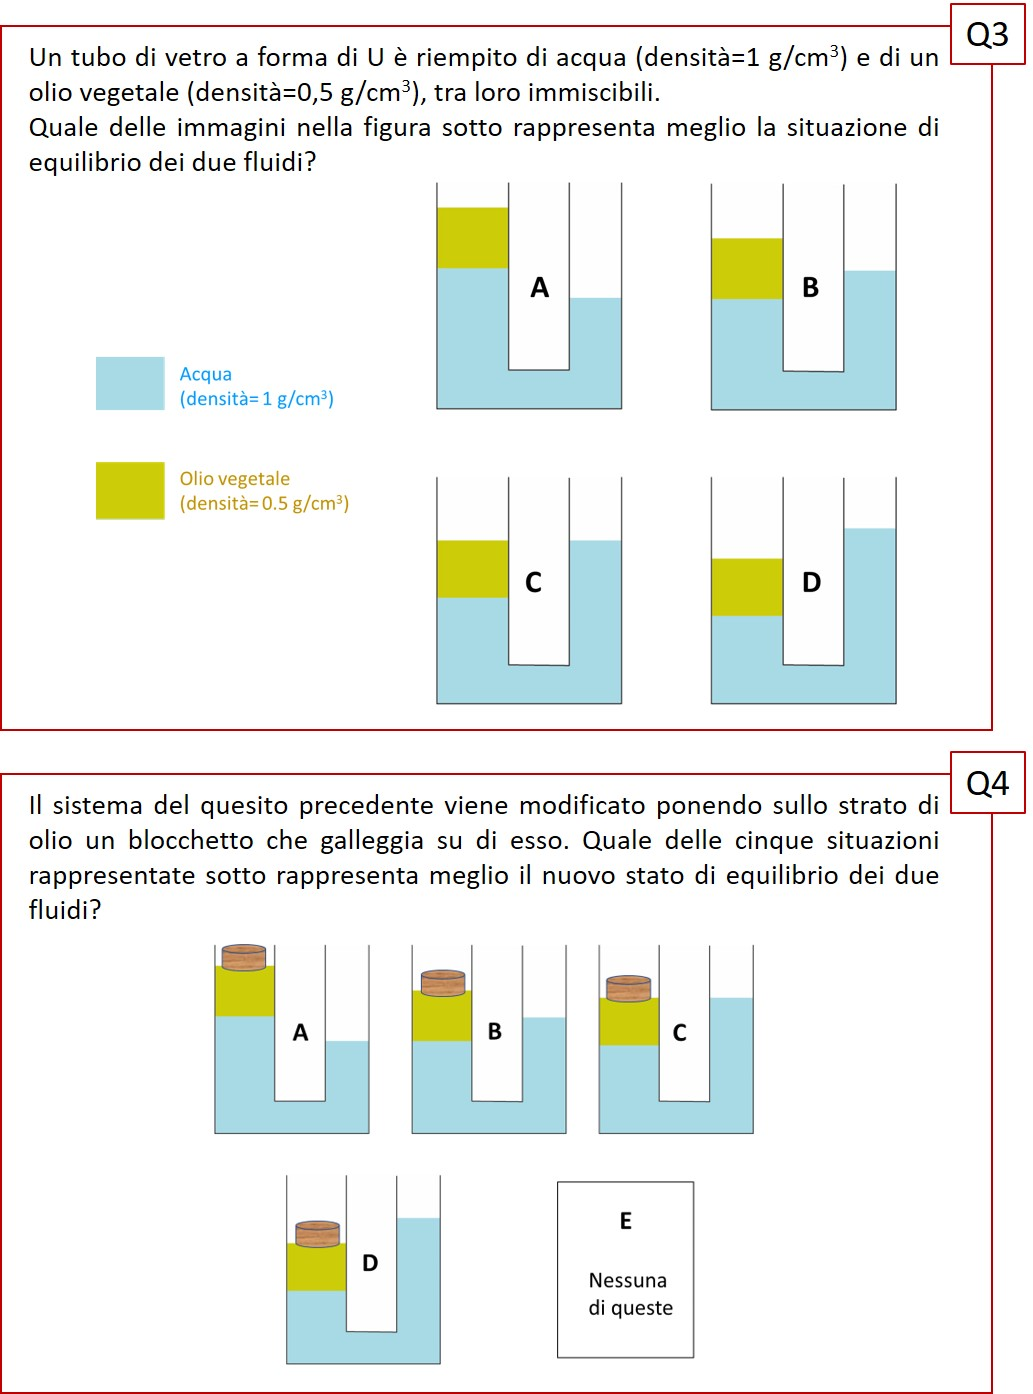 Q3
Un tubo di vetro a forma di U è riempito di acqua (densità=1 g/cm³) e di un
olio vegetale (densità=0,5 g/cm³), tra loro immiscibili.
Quale delle immagini nella figura sotto rappresenta meglio la situazione di
equilibrio dei due fluidi?
A
B
Acqua
(densità= 1 g/cm³)
Olio vegetale
(densità= 0.5 g/cm³)
C
D
Q4
Il sistema del quesito precedente viene modificato ponendo sullo strato di
olio un blocchetto che galleggia su di esso. Quale delle cinque situazioni
rappresentate sotto rappresenta meglio il nuovo stato di equilibrio dei due
fluidi?
A
B
C
D
E
Nessuna
di queste